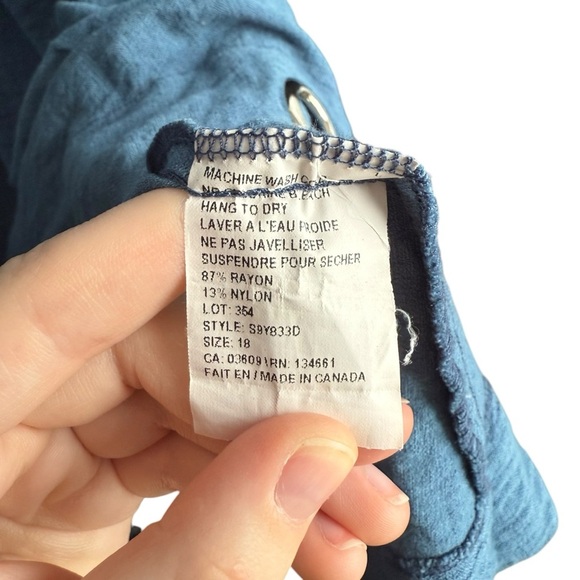 MACHINE WASH
HANG TO DRY
LAVER A L'EAU FROIDE
NE PAS JAVELLISER
SUSPENDRE POUR SECHER
87% RAYON
13% NYLON
LOT: 354
STYLE: S9Y833D
SIZE: 18
CA: 03609\RN: 134661
FAIT EN / MADE IN CANADA